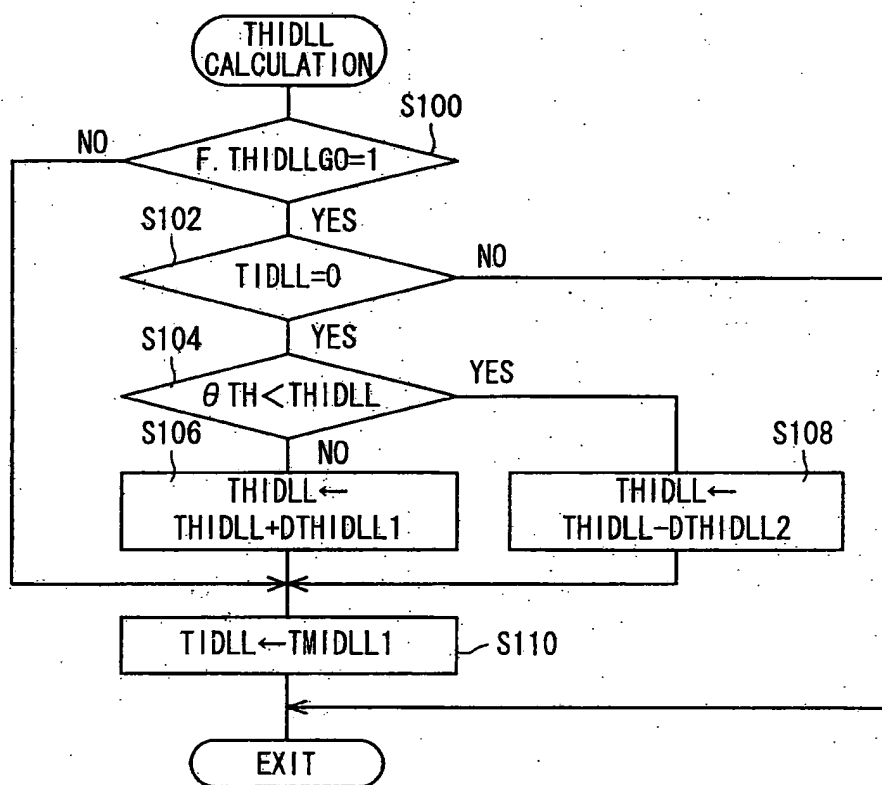 THIDLL
CALCULATION
S100
NO
F. THIDLLGO=1
YES
S102
NO
TIDLL=0
YES
S104
YES
θTH<THIDLL
S106
NO
S108
THIDLL←
THIDLL+DTHIDLL1
THIDLL←
THIDLL-DTHIDLL2
TIDLL←TMIDLL1
S110
EXIT